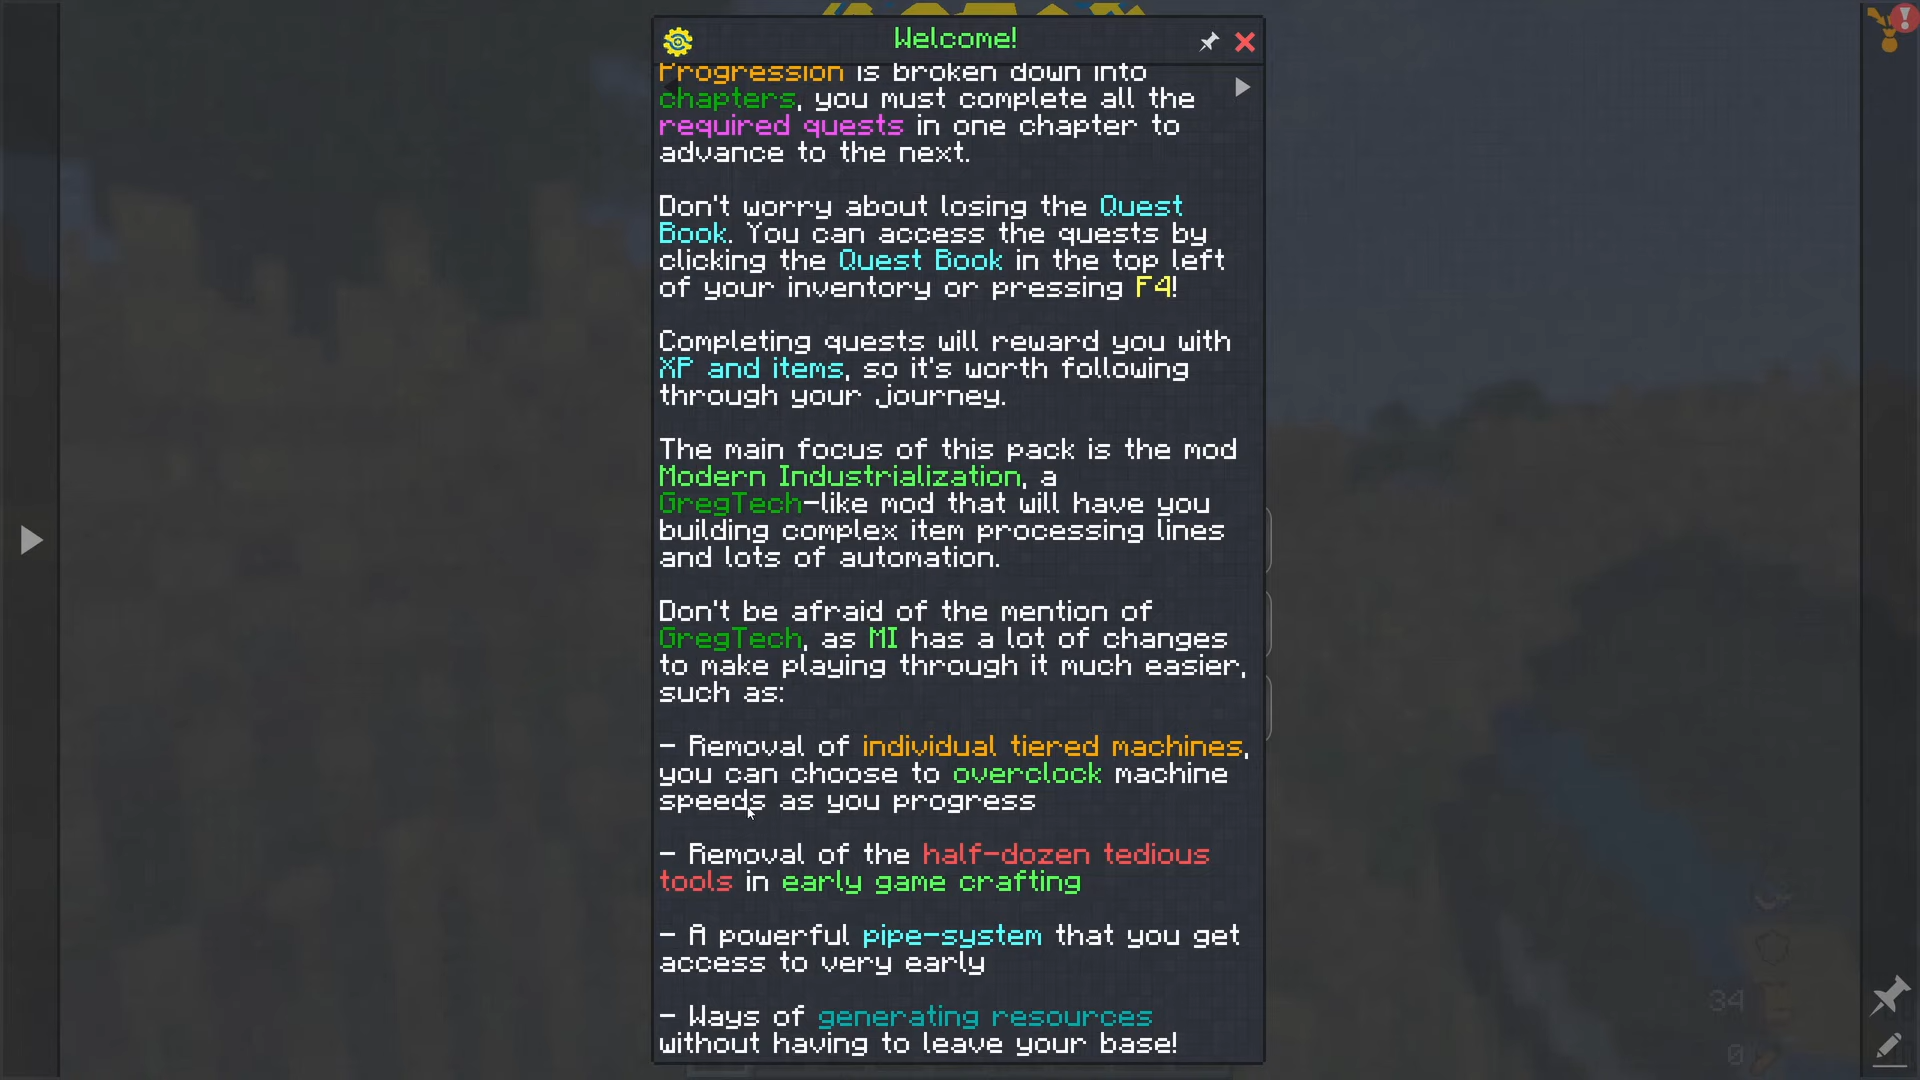 Welcome!
Progression is broken down into
chapters, you must complete all the
required quests in one chapter to
advance to the next.
Don't worry about losing the Quest
Book. You can access the quests by
clicking the Quest Book in the top left
of your inventory or pressing F4!
Completing quests will reward you with
XP and items, so it's worth following
through your journey.
The main focus of this pack is the mod
Modern Industrialization, a
GregTech-like mod that will have you
building complex item processing lines
and lots of automation.
Don't be afraid of the mention of
GregTech, as MI has a lot of changes
to make playing through it much easier,
such as:
- Removal of individual tiered machines,
you can choose to overclock machine
speeds as you progress
- Removal of the half-dozen tedious
tools in early game crafting
- A powerful pipe-system that you get
access to very early
- Ways of generating resources
without having to leave your base!
34
0